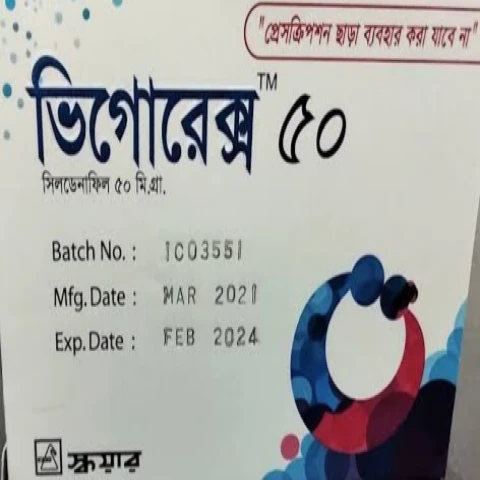 "প্রেসক্রিপশন ছাড়া ব্যবহার করা যাবে না"
ভিগোরেক্স™ ৫০
সিলডেনাফিল ৫০ মি.গ্রা.
Batch No. : 1C03551
Mfg. Date : MAR 2021
Exp. Date : FEB 2024
স্কয়ার